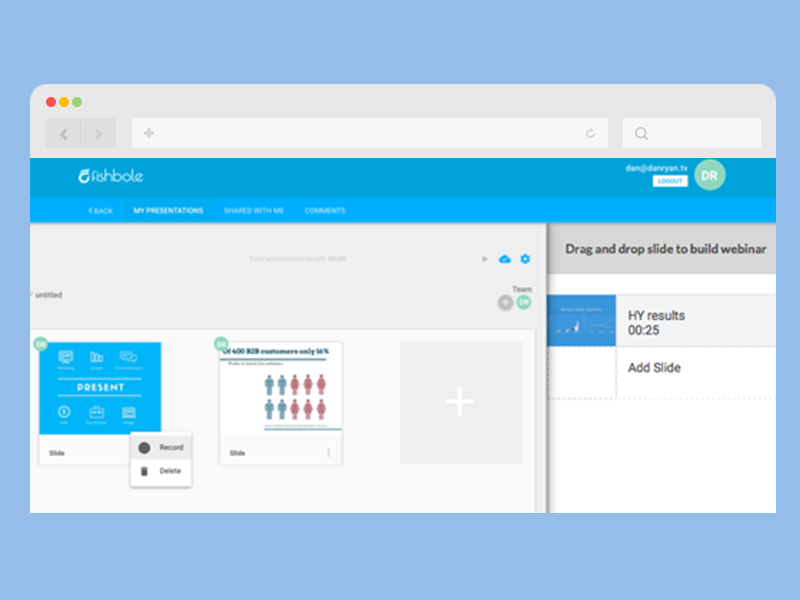 fishbole
dan@danryan.tv
LOGOUT
DR
BACK
MY PRESENTATIONS
SHARED WITH ME
COMMENTS
Total presentation length: 00:00
Drag and drop slide to build webinar
untitled
Team
DR
HY results
00:25
Add Slide
DR
PRESENT
Slide
Record
Delete
DR
Of 400 B2B customers only 16%
Slide